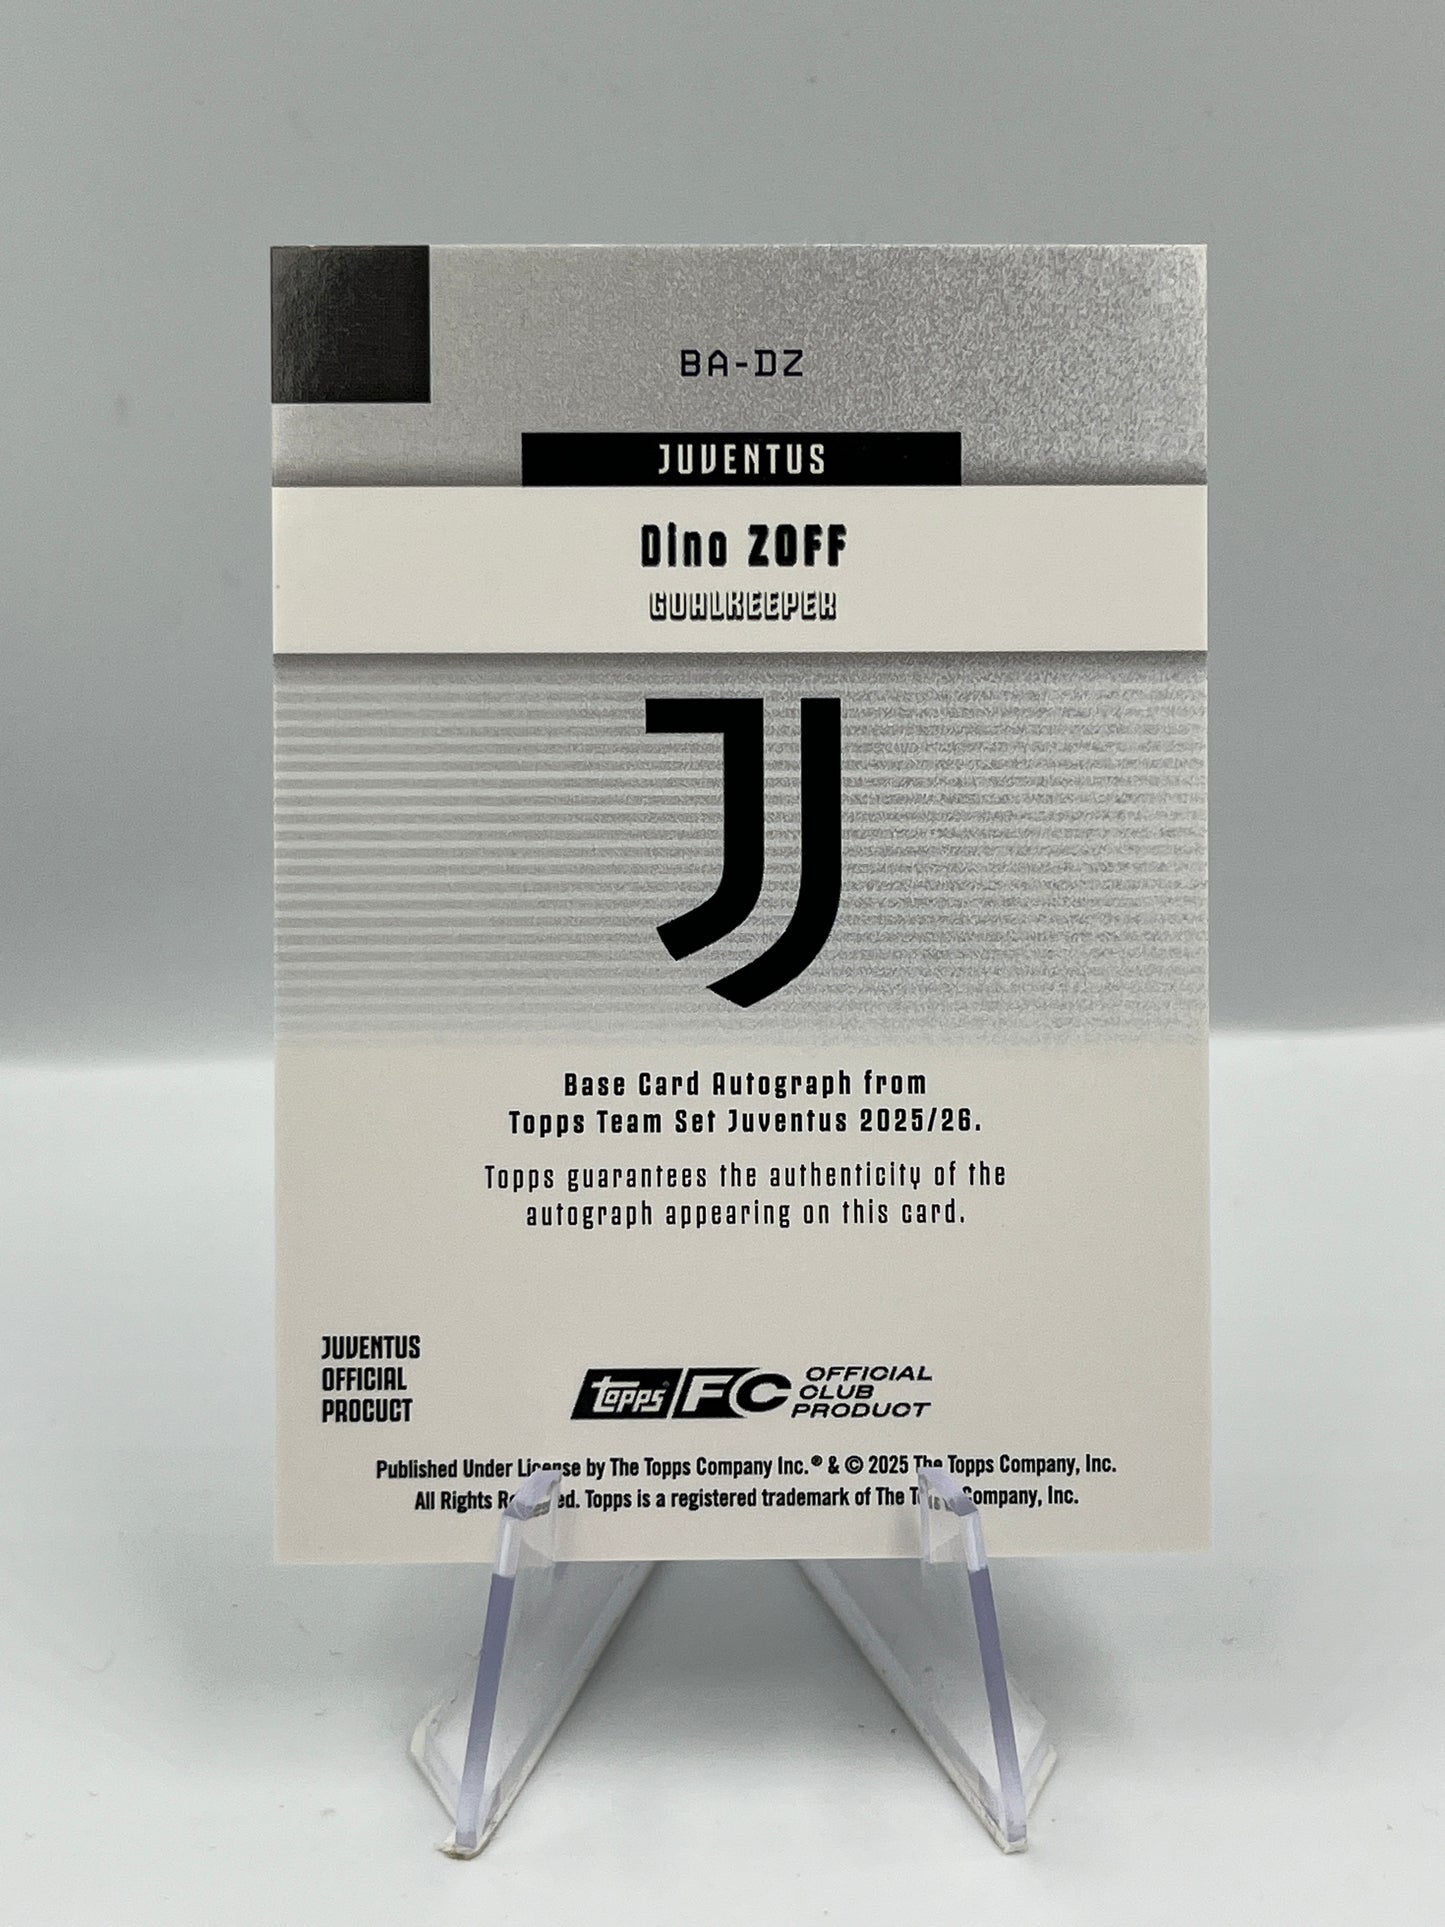 BA-DZ
JUVENTUS
Dino ZOFF
GOALKEEPER
Base Card Autograph from
Topps Team Set Juventus 2025/26.
Topps guarantees the authenticity of the
autograph appearing on this card.
JUVENTUS
OFFICIAL
PROCUCT
Topps FC OFFICIAL
CLUB
PRODUCT
Published Under License by The Topps Company Inc.® & © 2025 The Topps Company, Inc.
All Rights Reserved. Topps is a registered trademark of The Topps Company, Inc.